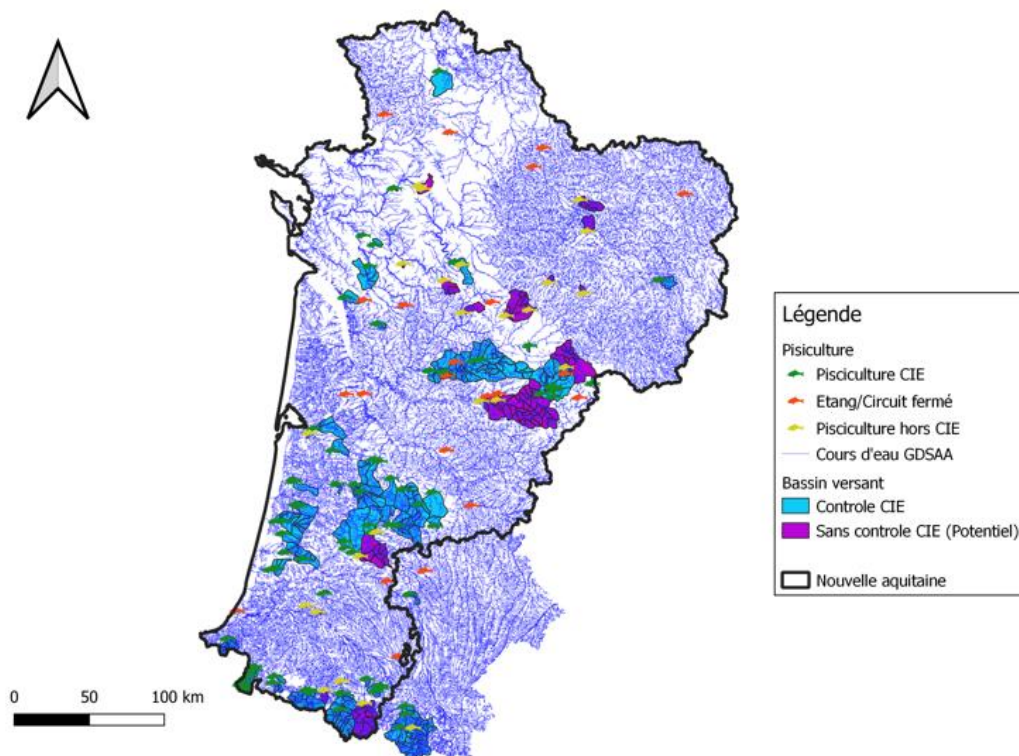 Légende
Pisiculture
Pisciculture CIE
Etang/Circuit fermé
Pisciculture hors CIE
Cours d'eau GDSAA
Bassin versant
Controle CIE
Sans controle CIE (Potentiel)
Nouvelle aquitaine
0 50 100 km